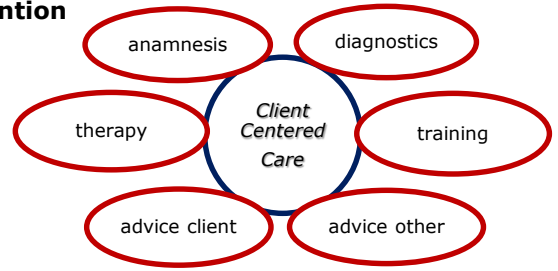 ntion
anamnesis
diagnostics
therapy
Client
Centered
Care
training
advice client
advice other